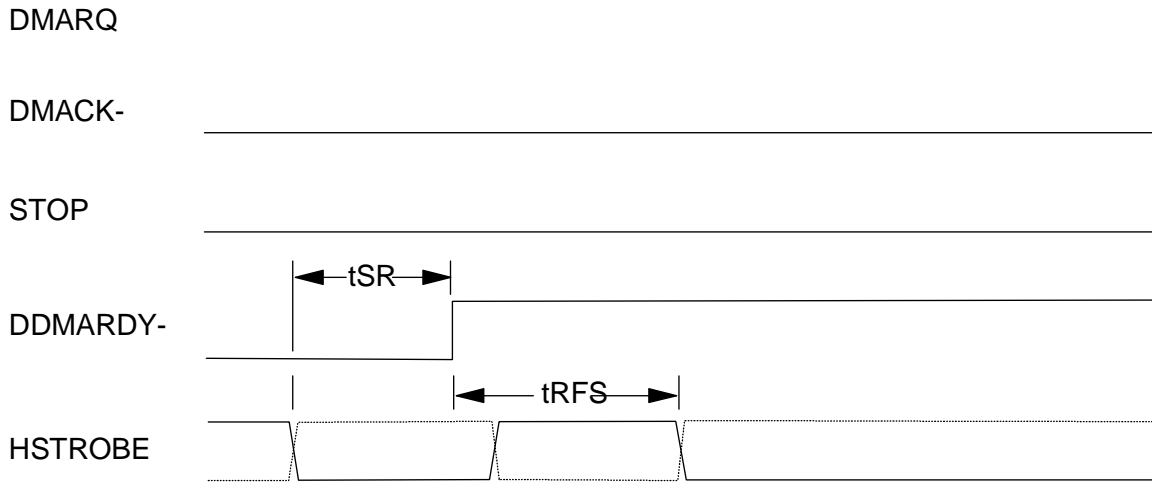 DMARQ
DMACK-
STOP
tSR
DDMARDY-
tRFS
HSTROBE